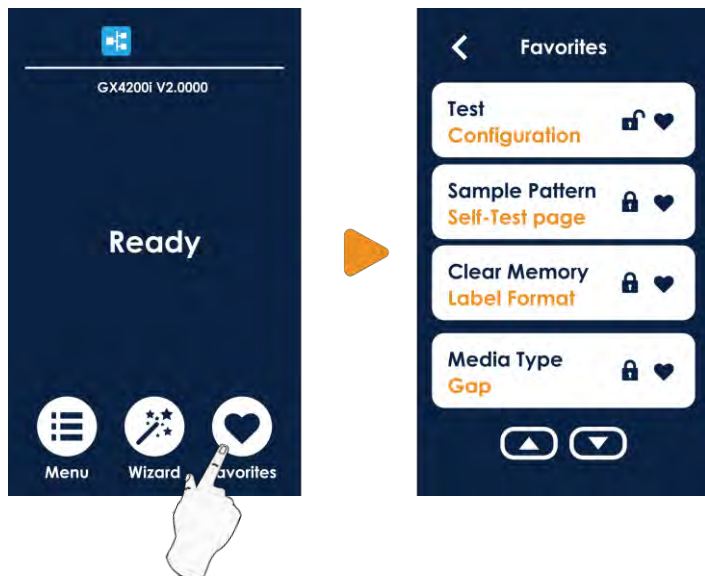 GX4200i V2.0000
Ready
Menu
Wizard
avorites
Favorites
Test
Configuration
Sample Pattern
Self-Test page
Clear Memory
Label Format
Media Type
Gap